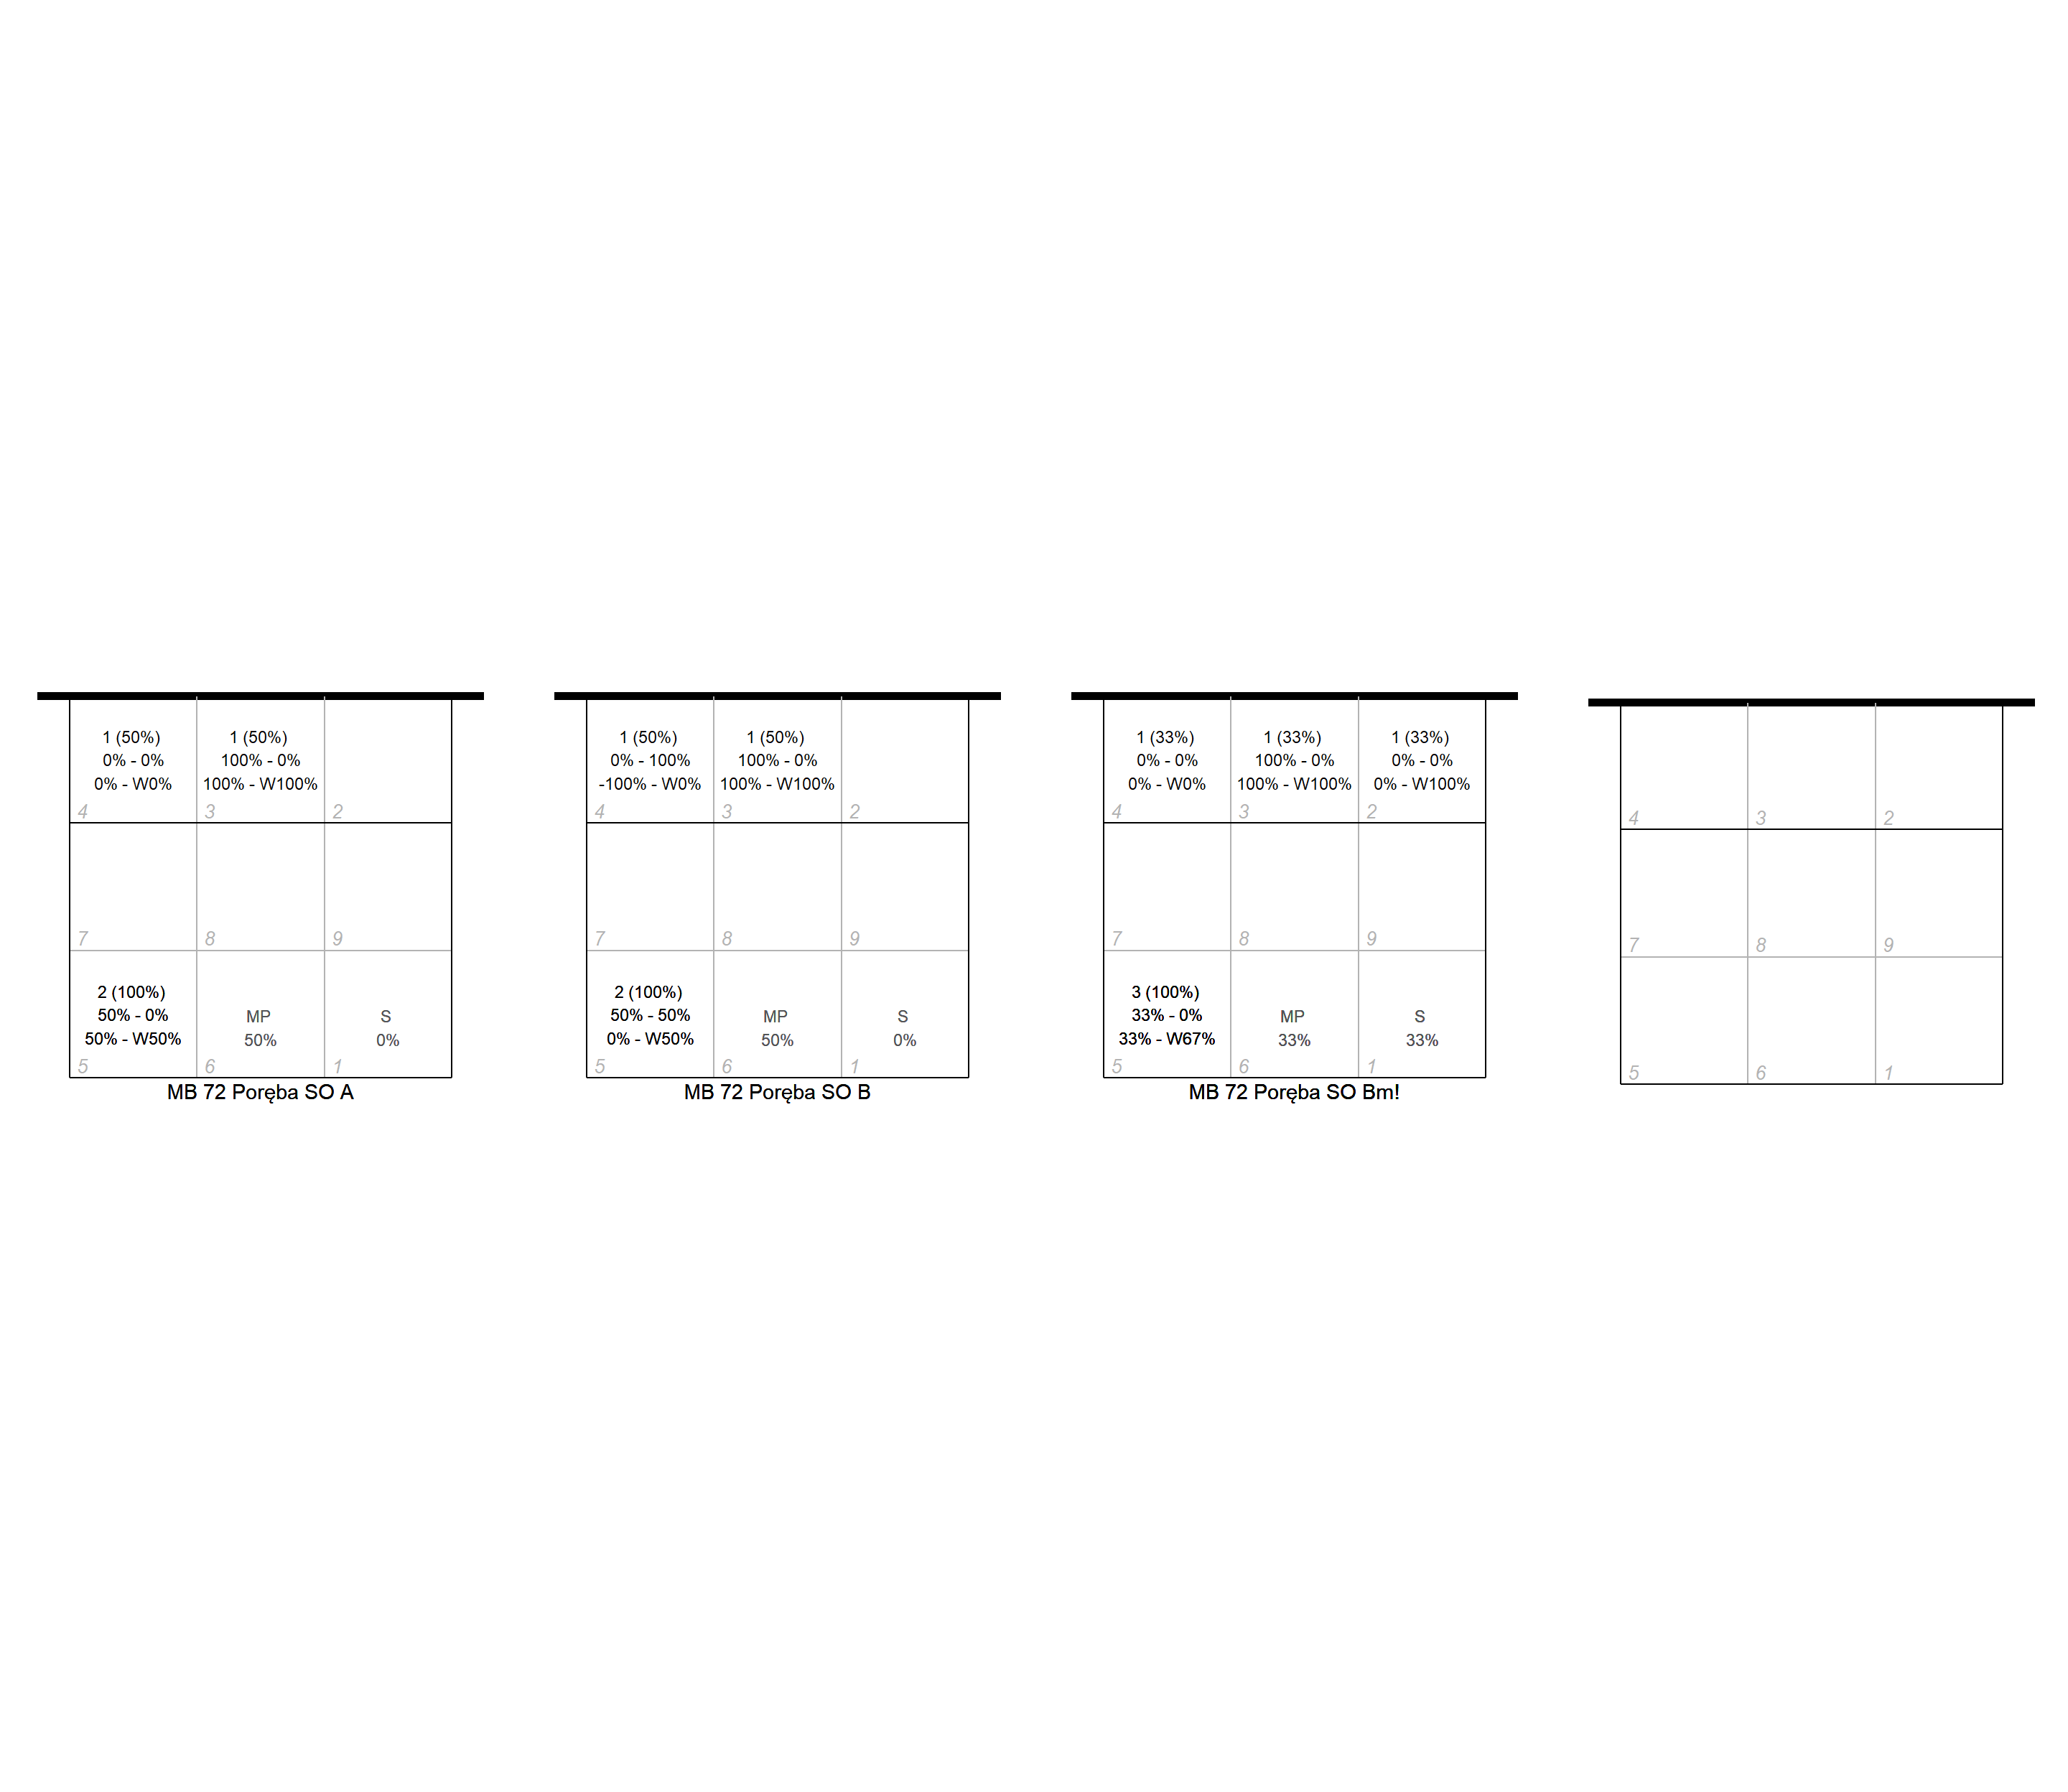 1 (50%)
0% - 0%
0% - W0%
4
1 (50%)
100% - 0%
100% - W100%
3
2
7
8
9
2 (100%)
50% - 0%
50% - W50%
5
MP
50%
6
S
0%
1
MB 72 Poręba SO A
1 (50%)
0% - 100%
-100% - W0%
4
1 (50%)
100% - 0%
100% - W100%
3
2
7
8
9
2 (100%)
50% - 50%
0% - W50%
5
MP
50%
6
S
0%
1
MB 72 Poręba SO B
1 (33%)
0% - 0%
0% - W0%
4
1 (33%)
100% - 0%
100% - W100%
3
1 (33%)
0% - 0%
0% - W100%
2
7
8
9
3 (100%)
33% - 0%
33% - W67%
5
MP
33%
6
S
33%
1
MB 72 Poręba SO Bm!
4
3
2
7
8
9
5
6
1